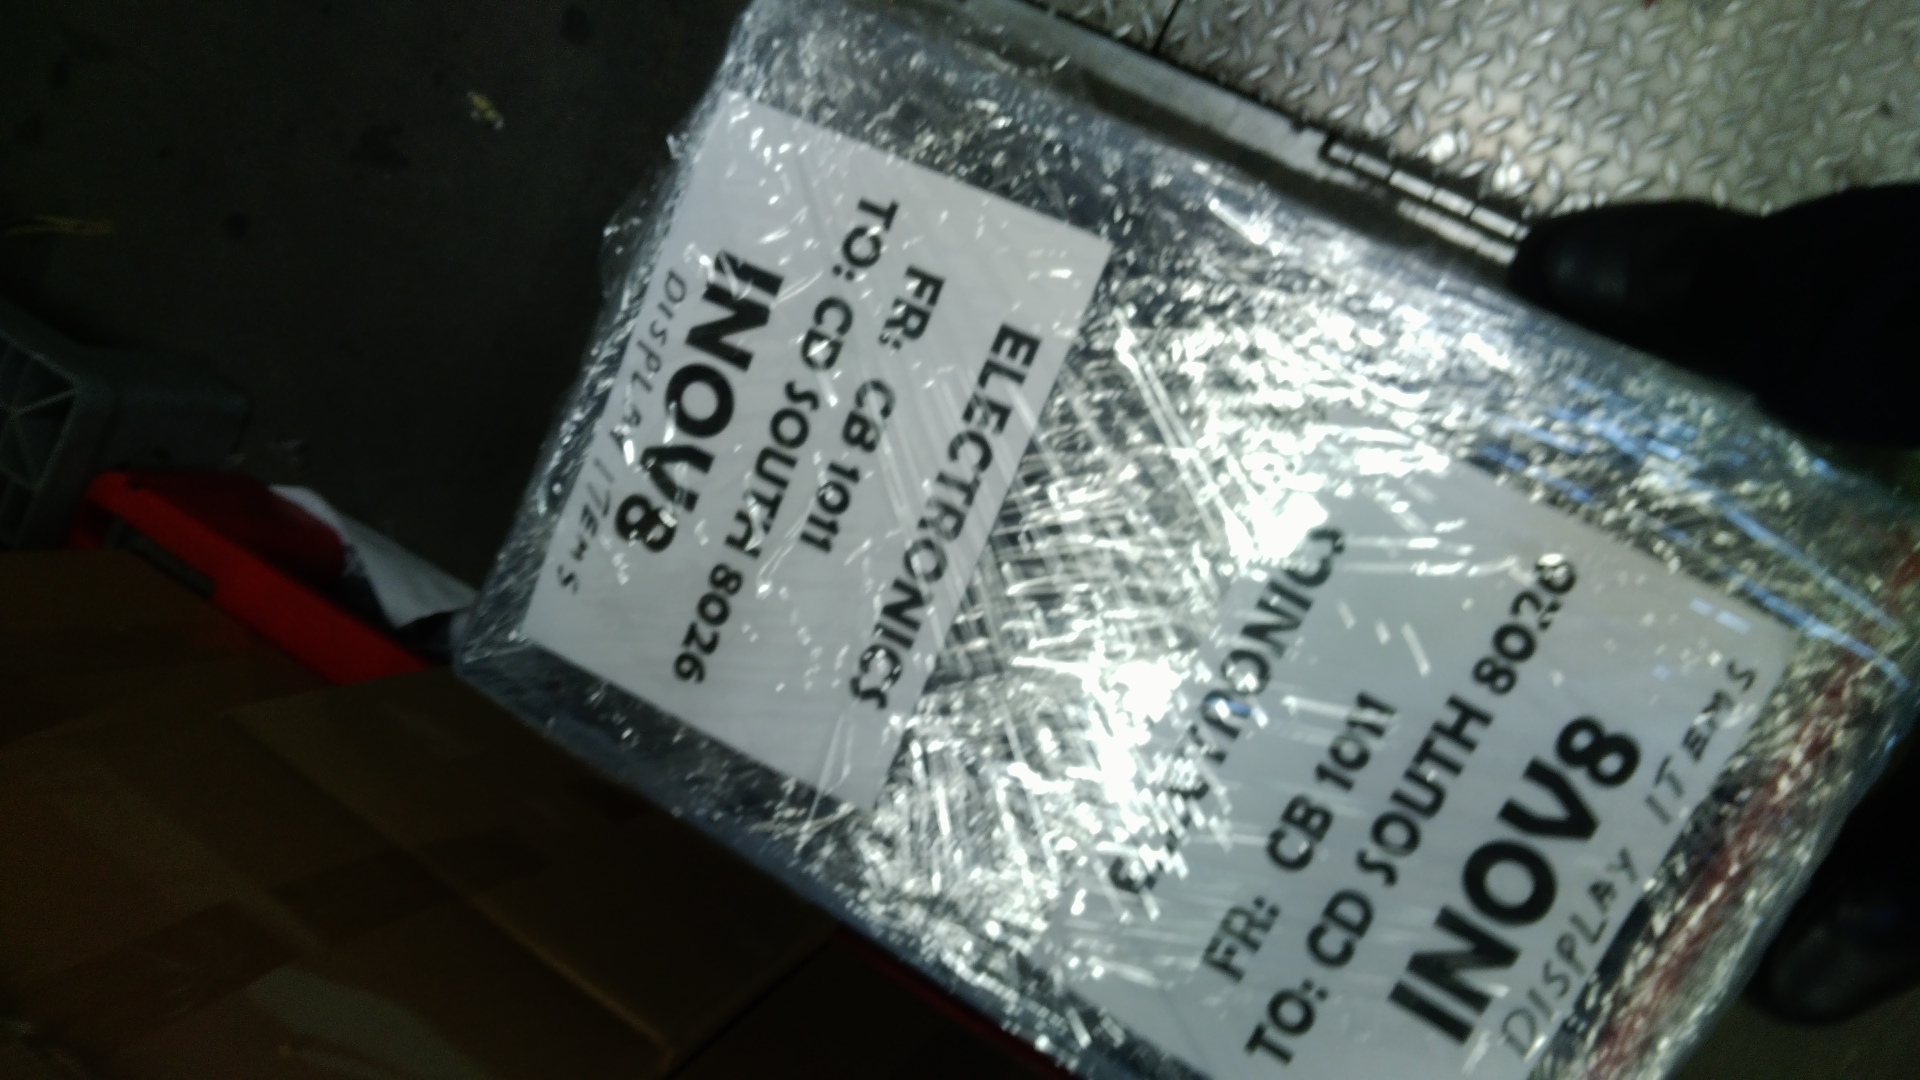 ELECTRONICS
FR: CB 1011
TO: CD SOUTH 8026
INOV8
DISPLAY ITEMS
ELECTRONICS
FR: CB 1011
TO: CD SOUTH 8026
INOV8
DISPLAY ITEMS